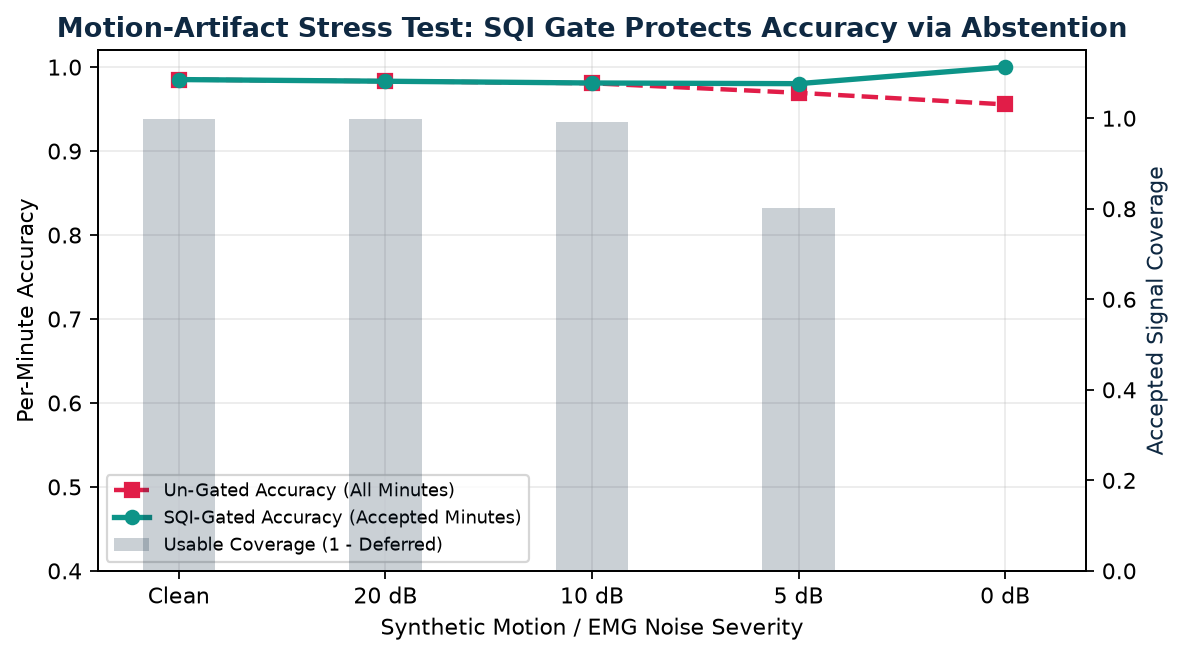 Motion-Artifact Stress Test: SQI Gate Protects Accuracy via Abstention
Per-Minute Accuracy
1.0
0.9
0.8
0.7
0.6
0.5
0.4
Un-Gated Accuracy (All Minutes)
SQI-Gated Accuracy (Accepted Minutes)
Usable Coverage (1 - Deferred)
1.0
0.8
0.6
0.4
0.2
0.0
Accepted Signal Coverage
Clean 20 dB 10 dB 5 dB 0 dB
Synthetic Motion / EMG Noise Severity